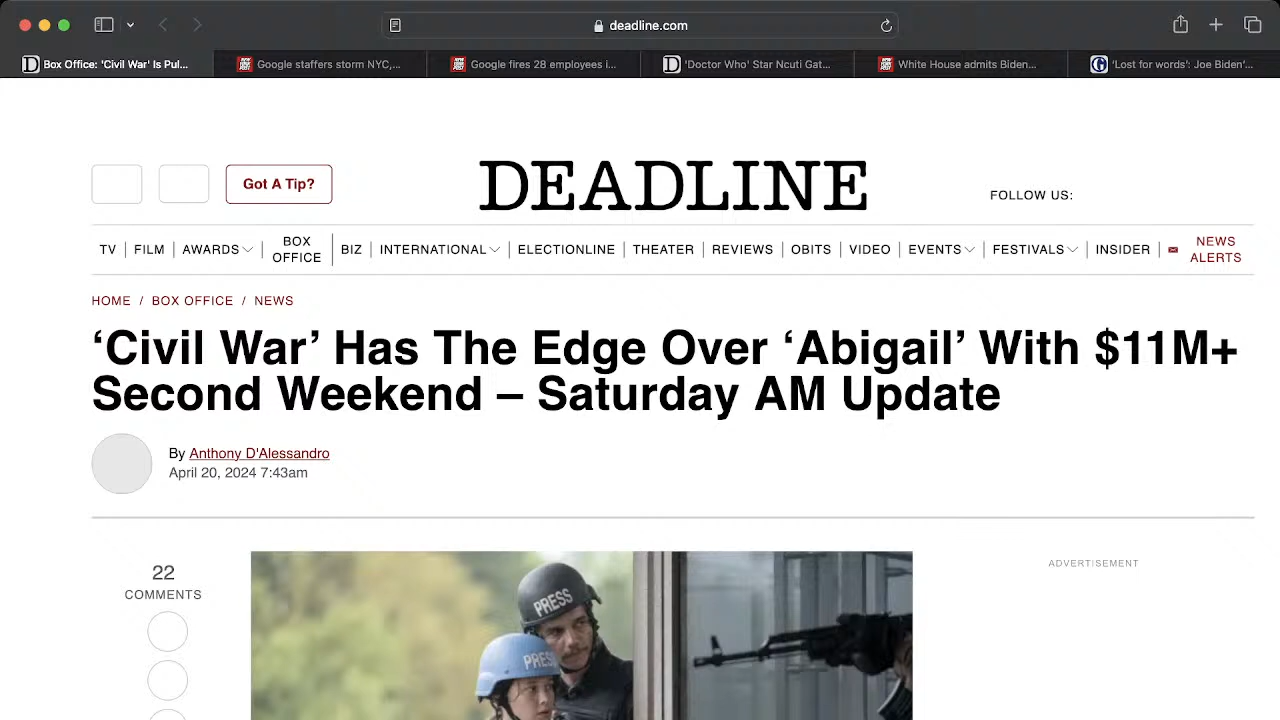 deadline.com
Box Office: 'Civil War' Is Pul...
Google staffers storm NYC,...
Google fires 28 employees i...
'Doctor Who' Star Ncuti Gat...
White House admits Biden...
'Lost for words': Joe Biden'...
Got A Tip?
DEADLINE
FOLLOW US:
TV | FILM | AWARDS | BOX OFFICE | BIZ | INTERNATIONAL | ELECTIONLINE | THEATER | REVIEWS | OBITS | VIDEO | EVENTS | FESTIVALS | INSIDER | NEWS ALERTS
HOME / BOX OFFICE / NEWS
‘Civil War’ Has The Edge Over ‘Abigail’ With $11M+
Second Weekend – Saturday AM Update
By Anthony D'Alessandro
April 20, 2024 7:43am
22
COMMENTS
ADVERTISEMENT
PRESS
PRESS